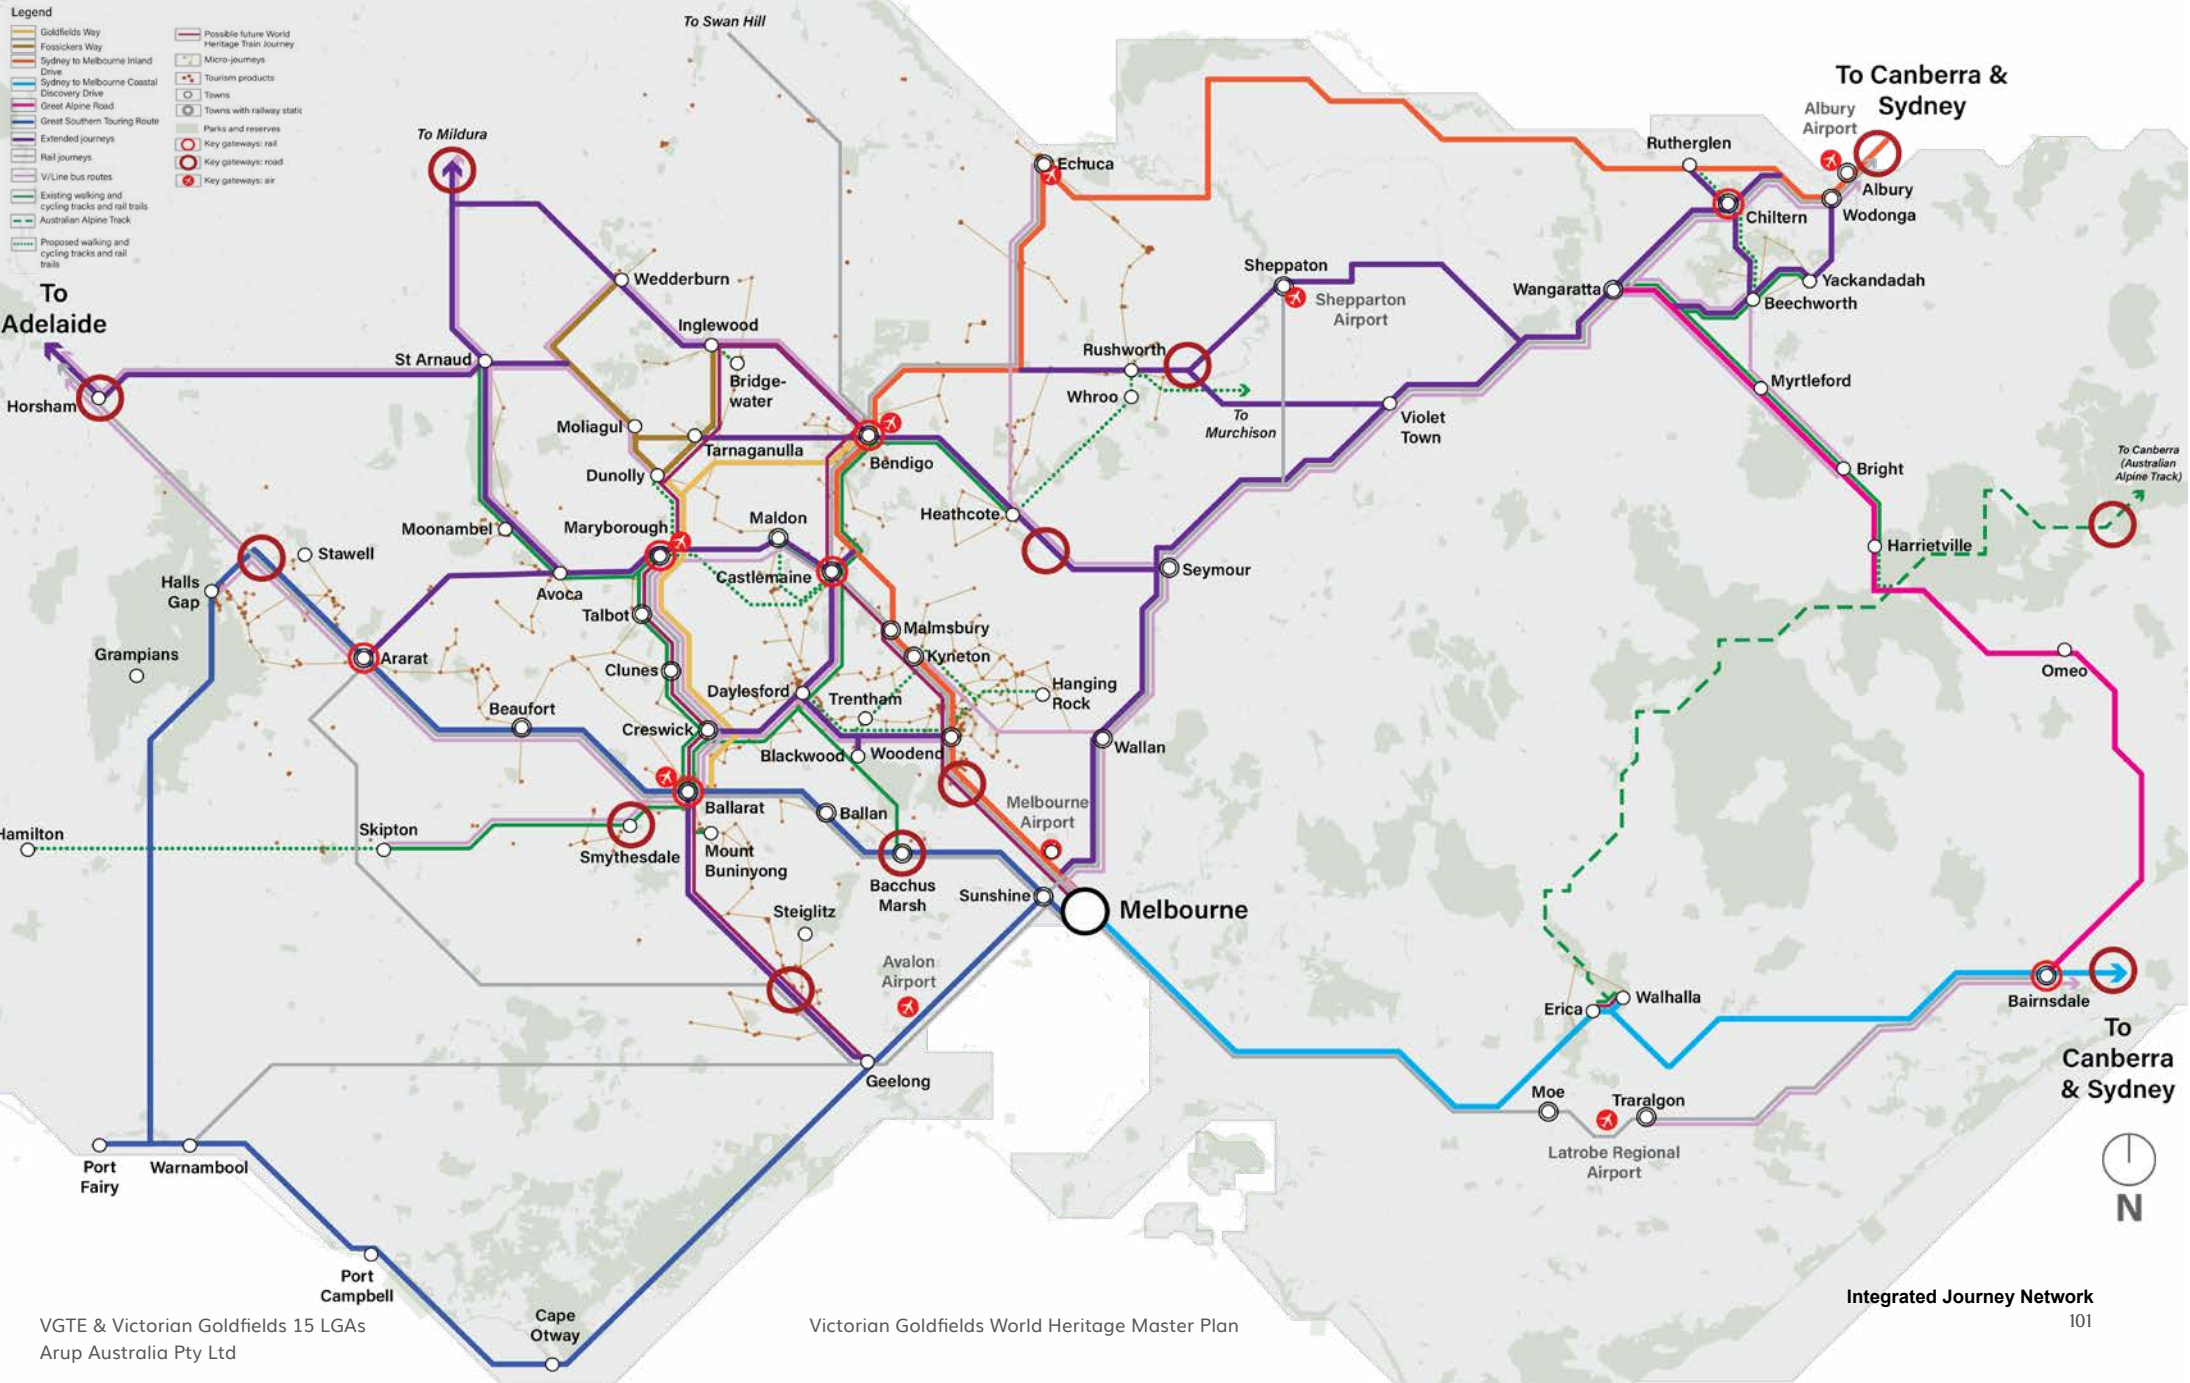 Legend
Goldfields Way
Fossickers Way
Sydney to Melbourne Inland
Drive
Sydney to Melbourne Coastal
Discovery Drive
Great Alpine Road
Great Southern Touring Route
Extended journeys
Rail journeys
V/Line bus routes
Existing walking and
cycling tracks and rail trails
Australian Alpine Track
Proposed walking and
cycling tracks and rail
trails
Possible future World
Heritage Train Journey
Micro-journeys
Tourism products
Towns
Towns with railway static
Parks and reserves
Key gateways: rail
Key gateways: road
Key gateways: air
To Swan Hill
To Mildura
To Canberra &
Sydney
Albury
Airport
Rutherglen
Echuca
Albury
Chiltern
Wodonga
Wedderburn
Sheppaton
Shepparton
Airport
Wangaratta
Yackandadah
Beechworth
To
Adelaide
Inglewood
St Arnaud
Bridge-
water
Rushworth
Whroo
To
Murchison
Myrtleford
Horsham
Moliagul
Tarnaganulla
Violet
Town
Bendigo
Dunolly
Bright
To Canberra
(Australian
Alpine Track)
Moonambel
Maryborough
Maldon
Heathcote
Harrietville
Stawell
Halls
Gap
Avoca
Castlemaine
Seymour
Talbot
Malmsbury
Grampians
Ararat
Clunes
Kyneton
Omeo
Daylesford
Trentham
Hanging
Rock
Beaufort
Creswick
Blackwood
Woodend
Wallan
Ballarat
Ballan
Melbourne
Airport
Hamilton
Skipton
Smythesdale
Mount
Buninyong
Bacchus
Marsh
Sunshine
Melbourne
Steiglitz
Avalon
Airport
Erica
Walhalla
Bairnsdale
To
Canberra
& Sydney
Geelong
Moe
Traralgon
Latrobe Regional
Airport
Port
Fairy
Warnambool
N
Port
Campbell
Cape
Otway
Integrated Journey Network
101
VGTE & Victorian Goldfields 15 LGAs
Arup Australia Pty Ltd
Victorian Goldfields World Heritage Master Plan